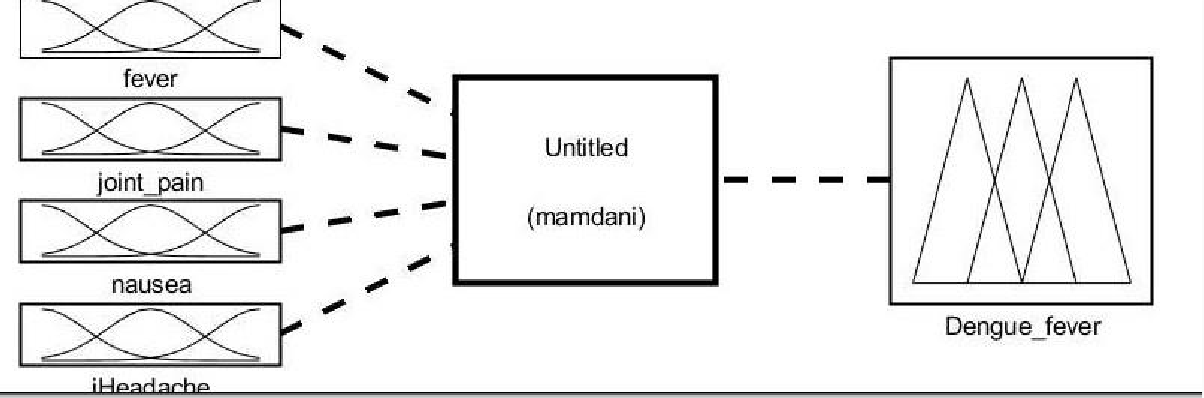 fever
joint_pain
nausea
iHeadache
Untitled
(mamdani)
Dengue_fever